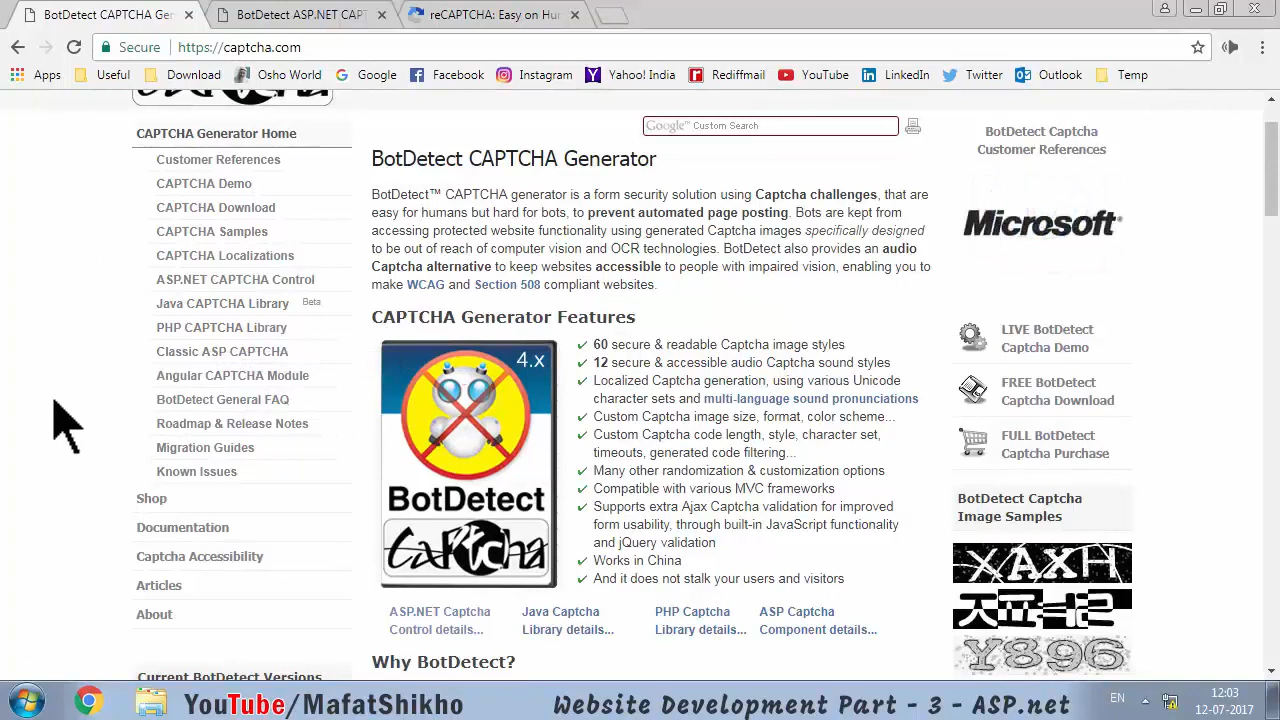 BotDetect CAPTCHA Ger
BotDetect ASP.NET CAPT
reCAPTCHA: Easy on Hur
Secure https://captcha.com
Apps Useful Download Osho World Google Facebook Instagram Yahoo! India Rediffmail YouTube LinkedIn Twitter Outlook Temp
CAPTCHA Generator Home
Customer References
CAPTCHA Demo
CAPTCHA Download
CAPTCHA Samples
CAPTCHA Localizations
ASP.NET CAPTCHA Control
Java CAPTCHA Library Beta
PHP CAPTCHA Library
Classic ASP CAPTCHA
Angular CAPTCHA Module
BotDetect General FAQ
Roadmap & Release Notes
Migration Guides
Known Issues
Shop
Documentation
Captcha Accessibility
Articles
About
Current BotDetect Versions
Google™ Custom Search
BotDetect CAPTCHA Generator
BotDetect™ CAPTCHA generator is a form security solution using Captcha challenges, that are
easy for humans but hard for bots, to prevent automated page posting. Bots are kept from
accessing protected website functionality using generated Captcha images specifically designed
to be out of reach of computer vision and OCR technologies. BotDetect also provides an audio
Captcha alternative to keep websites accessible to people with impaired vision, enabling you to
make WCAG and Section 508 compliant websites.
CAPTCHA Generator Features
4.x
BotDetect
Captcha
60 secure & readable Captcha image styles
12 secure & accessible audio Captcha sound styles
Localized Captcha generation, using various Unicode
character sets and multi-language sound pronunciations
Custom Captcha image size, format, color scheme...
Custom Captcha code length, style, character set,
timeouts, generated code filtering...
Many other randomization & customization options
Compatible with various MVC frameworks
Supports extra Ajax Captcha validation for improved
form usability, through built-in JavaScript functionality
and jQuery validation
Works in China
And it does not stalk your users and visitors
ASP.NET Captcha
Control details...
Java Captcha
Library details...
PHP Captcha
Library details...
ASP Captcha
Component details...
Why BotDetect?
BotDetect Captcha
Customer References
Microsoft
LIVE BotDetect
Captcha Demo
FREE BotDetect
Captcha Download
FULL BotDetect
Captcha Purchase
BotDetect Captcha
Image Samples
XAXH
Y896
YouTube/MafatShikho
Website Development Part - 3 - ASP.net
EN
12:03
12-07-2017